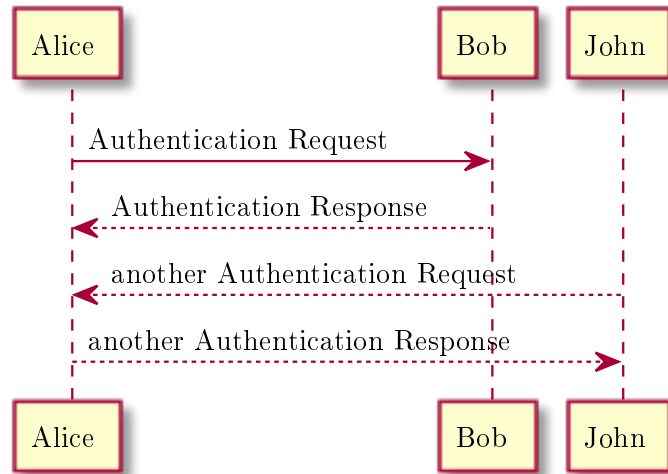 Alice Bob John
Authentication Request
Authentication Response
another Authentication Request
another Authentication Response
Alice Bob John